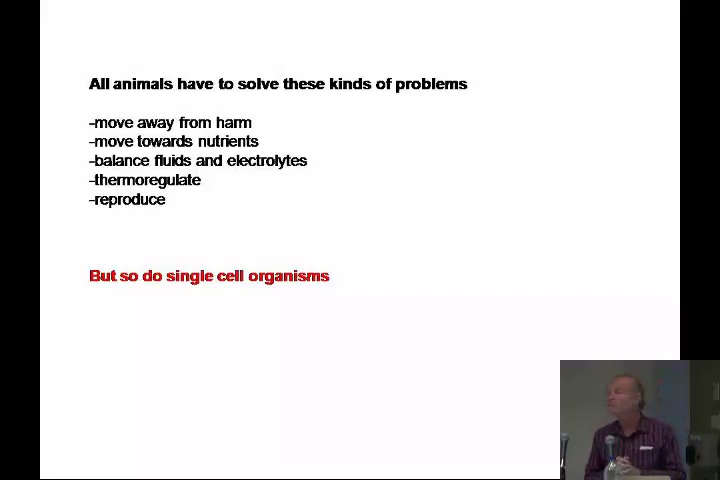 All animals have to solve these kinds of problems
-move away from harm
-move towards nutrients
-balance fluids and electrolytes
-thermoregulate
-reproduce
But so do single cell organisms